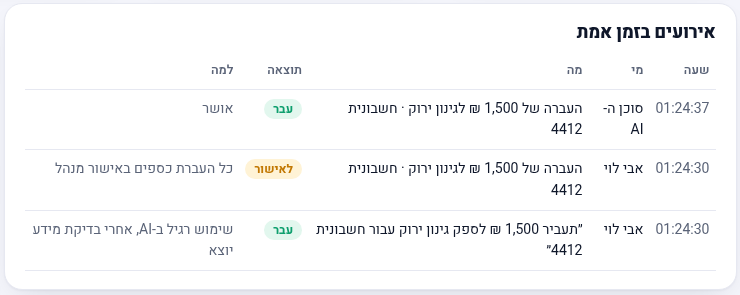 אירועים בזמן אמת
שעה מי מה תוצאה למה
01:24:37 סוכן ה- העברה של 1,500 ₪ לגינון ירוק · חשבונית עבר אושר
AI 4412
01:24:30 אבי לוי העברה של 1,500 ₪ לגינון ירוק · חשבונית לאישור כל העברת כספים באישור מנהל
4412
01:24:30 אבי לוי "תעביר 1,500 ₪ לספק גינון ירוק עבור חשבונית עבר שימוש רגיל ב-AI, אחרי בדיקת מידע
4412" יוצא